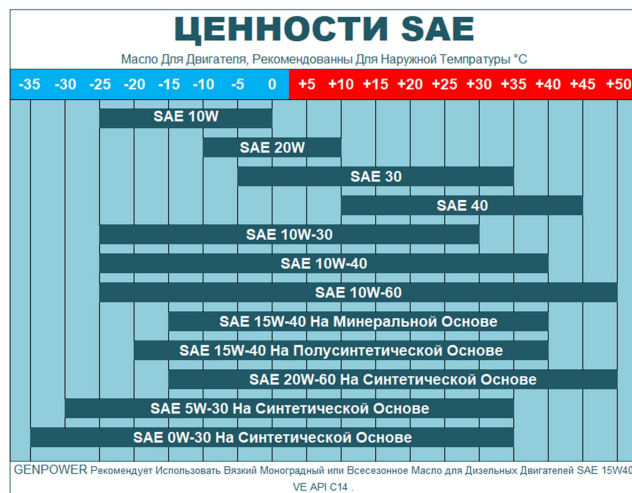 ЦЕННОСТИ SAE
Масло Для Двигателя, Рекомендованны Для Наружной Темпратуры °C
-35 -30 -25 -20 -15 -10 -5 0 +5 +10 +15 +20 +25 +30 +35 +40 +45 +50
SAE 10W
SAE 20W
SAE 30
SAE 40
SAE 10W-30
SAE 10W-40
SAE 10W-60
SAE 15W-40 На Минеральной Основе
SAE 15W-40 На Полусинтетической Основе
SAE 20W-60 На Синтетической Основе
SAE 5W-30 На Синтетической Основе
SAE 0W-30 На Синтетической Основе
GENPOWER Рекомендует Использовать Вязкий Моноградный или Всесезонное Масло для Дизельных Двигателей SAE 15W40
VE API C14 .